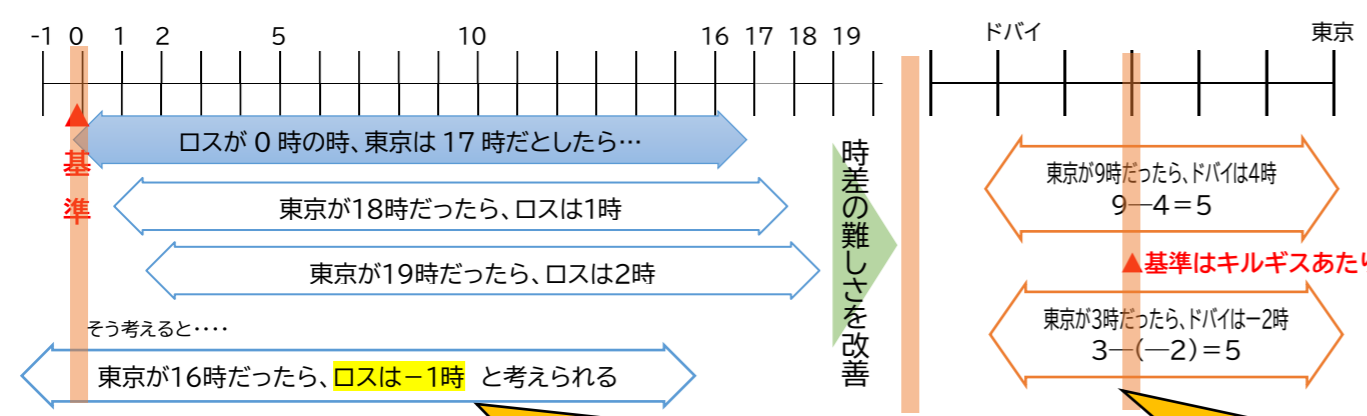 -1 0 1 2 5 10 16 17 18 19
▲
基
準
ロスが 0 時の時、東京は 17 時だとしたら…
東京が18時だったら、ロスは1時
東京が19時だったら、ロスは2時
そう考えると‥‥
東京が16時だったら、ロスは－1時 と考えられる
時差の難しさを改善
ドバイ 東京
東京が9時だったら、ドバイは4時
9―4＝5
▲基準はキルギスあたり
東京が3時だったら、ドバイは－2時
3―(―2)＝5